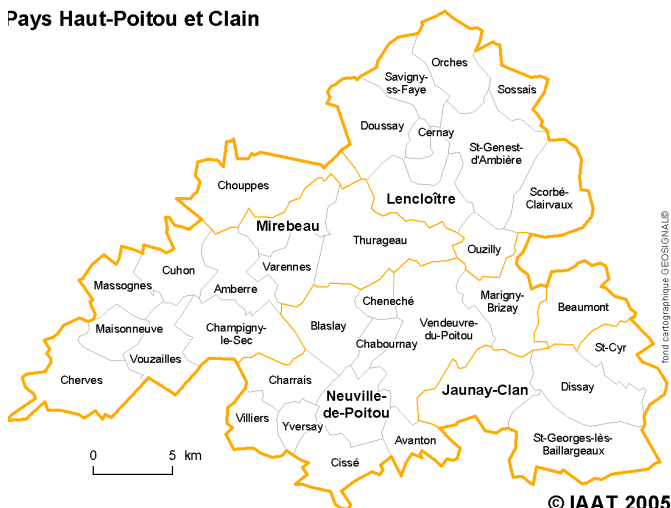 Pays Haut-Poitou et Clain
Orches
Savigny-
ss-Faye
Sossais
Doussay
Cernay
St-Genest-
d'Ambière
Chouppes
Lencloître
Scorbé-
Clairvaux
Mirebeau
Thurageau
Ouzilly
Cuhon
Varennes
Massognes
Amberre
Cheneché
Marigny-
Brizay
Beaumont
Maisonneuve
Champigny-
le-Sec
Blaslay
Vendeuvre-
du-Poitou
Chabournay
St-Cyr
Vouzailles
Cherves
Charrais
Neuville-
de-Poitou
Jaunay-Clan
Dissay
Villiers
Yversay
Avanton
St-Georges-lès-
Baillargeaux
Cissé
0 5 km
fond cartographique GEOSIGNAL©
© IAAT 2005